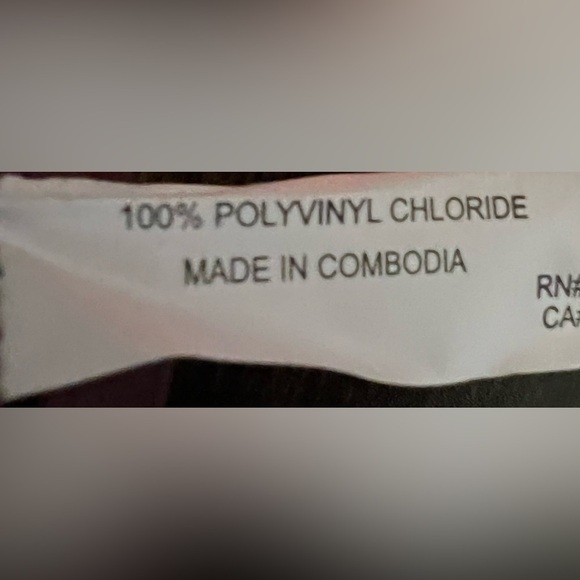 100% POLYVINYL CHLORIDE
MADE IN COMBODIA
RN#
CA#